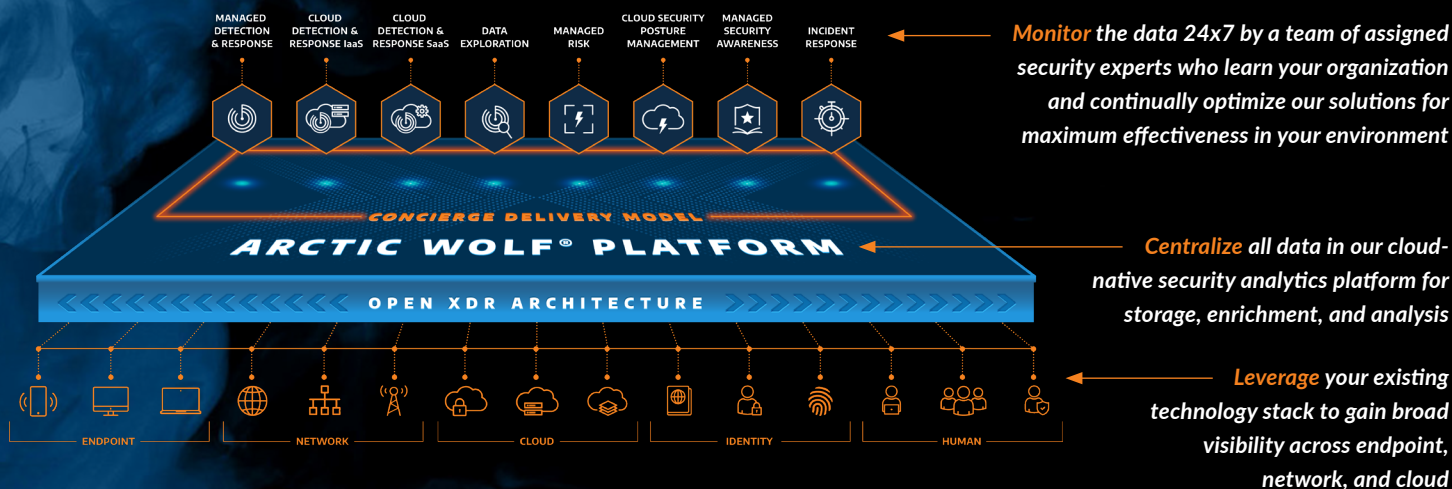 MANAGED
DETECTION
& RESPONSE
CLOUD
DETECTION &
RESPONSE IaaS
CLOUD
DETECTION &
RESPONSE SaaS
DATA
EXPLORATION
MANAGED
RISK
CLOUD SECURITY
POSTURE
MANAGEMENT
MANAGED
SECURITY
AWARENESS
INCIDENT
RESPONSE
Monitor the data 24x7 by a team of assigned
security experts who learn your organization
and continually optimize our solutions for
maximum effectiveness in your environment
CONCIERGE DELIVERY MODEL
ARCTIC WOLF® PLATFORM
Centralize all data in our cloud-
native security analytics platform for
storage, enrichment, and analysis
OPEN XDR ARCHITECTURE
Leverage your existing
technology stack to gain broad
visibility across endpoint,
network, and cloud
ENDPOINT
NETWORK
CLOUD
IDENTITY
HUMAN